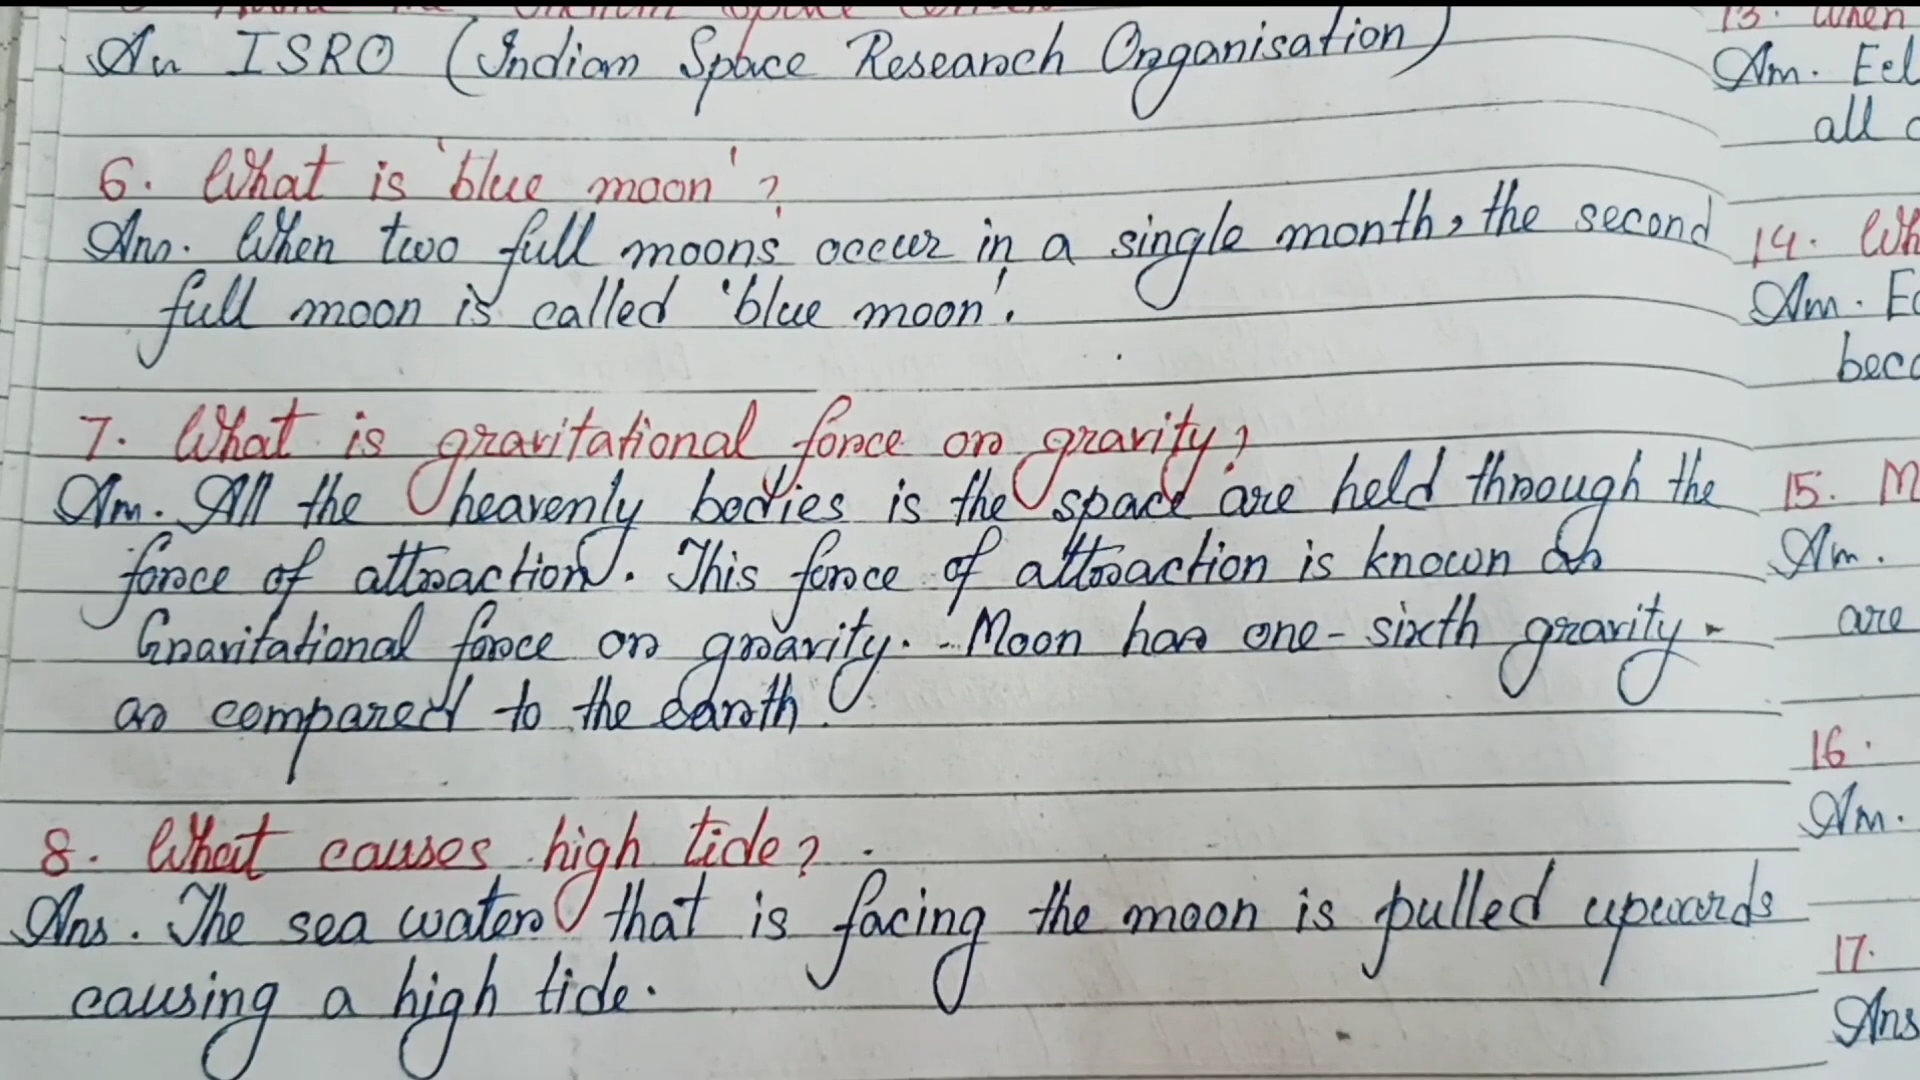 An ISRO (Indian Space Research Organisation)
6. What is 'blue moon'?
Ans. When two full moons occur in a single month, the second
full moon is called 'blue moon'.
7. What is gravitational force or gravity?
Ans. All the heavenly bodies is the space are held through the
force of attraction. This force of attraction is known as
Gravitational force or gravity. Moon has one-sixth gravity
as compared to the earth.
8. What causes high tide?
Ans. The sea water that is facing the moon is pulled upwards
causing a high tide.
13. When
Ans. Ecl
all
14. Wh
Ans. Ec
beco
15. M
Ans.
are
16.
Ans.
17.
Ans